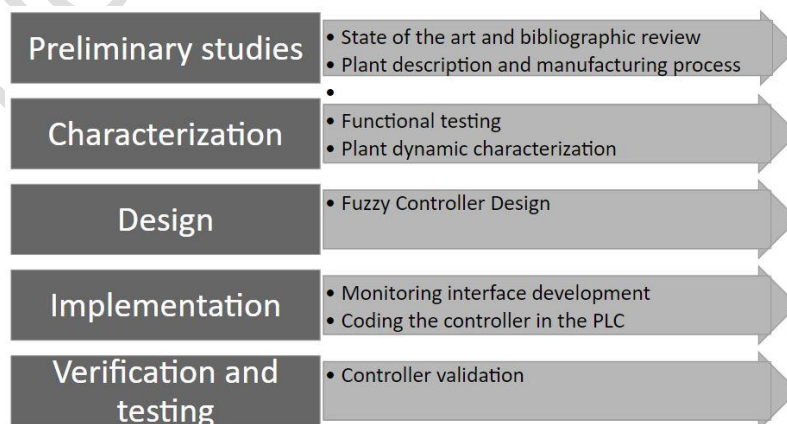 Preliminary studies
• State of the art and bibliographic review
• Plant description and manufacturing process
•
Characterization
• Functional testing
• Plant dynamic characterization
Design
• Fuzzy Controller Design
Implementation
• Monitoring interface development
• Coding the controller in the PLC
Verification and
testing
• Controller validation